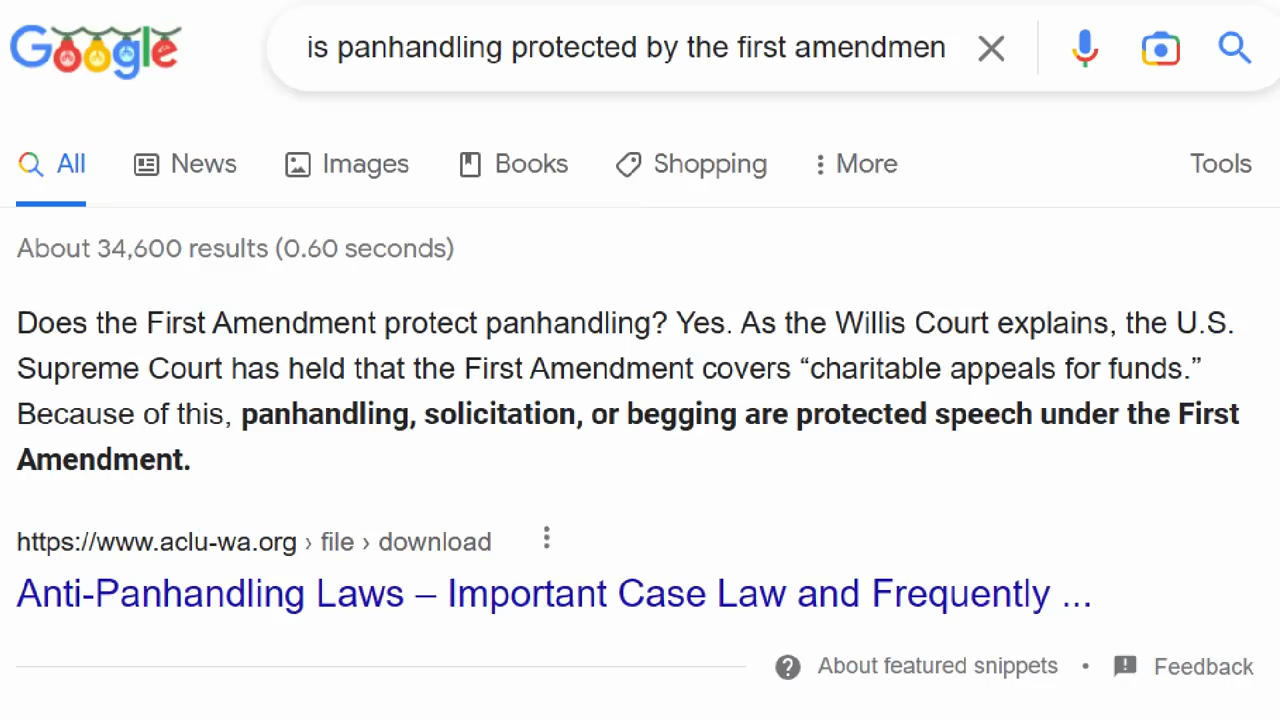 Google
is panhandling protected by the first amendmen
All
News
Images
Books
Shopping
More
Tools
About 34,600 results (0.60 seconds)
Does the First Amendment protect panhandling? Yes. As the Willis Court explains, the U.S.
Supreme Court has held that the First Amendment covers “charitable appeals for funds.”
Because of this, panhandling, solicitation, or begging are protected speech under the First
Amendment.
https://www.aclu-wa.org › file › download
Anti-Panhandling Laws – Important Case Law and Frequently ...
About featured snippets • Feedback